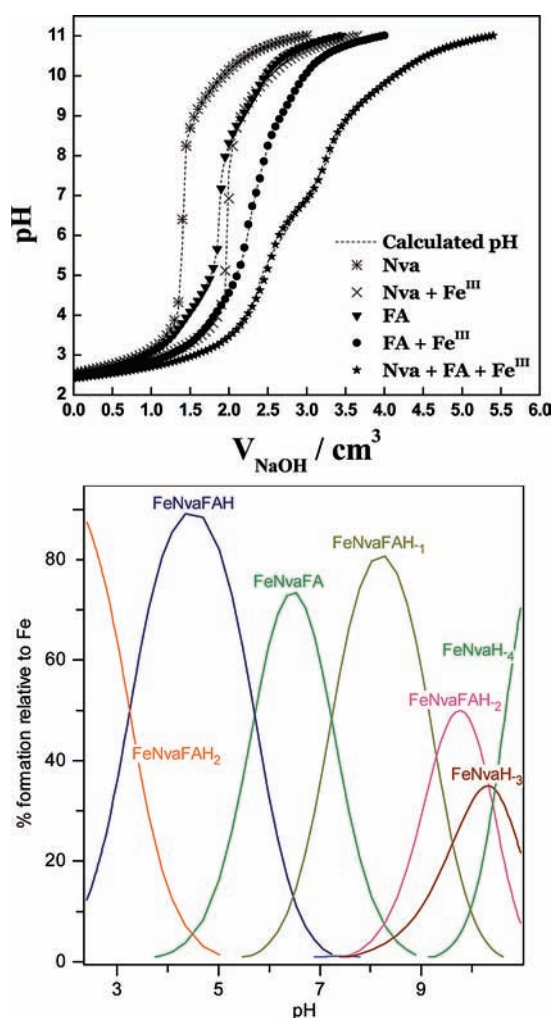 pH
11
10
9
8
7
6
5
4
3
2
Calculated pH
Nva
Nva + Fe^III
FA
FA + Fe^III
Nva + FA + Fe^III
0.0 0.5 1.0 1.5 2.0 2.5 3.0 3.5 4.0 4.5 5.0 5.5 6.0
V_NaOH / cm^3
% formation relative to Fe
80
60
40
20
0
FeNvaFAH
FeNvaFAH_-1
FeNvaFA
FeNvaH_-4
FeNvaFAH_-2
FeNvaFAH_2
FeNvaH_-3
3 5 7 9
pH